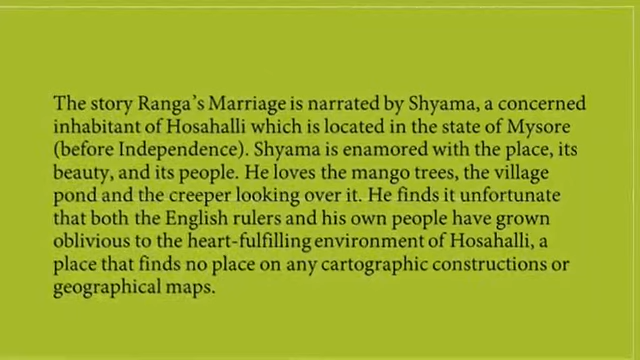 The story Ranga's Marriage is narrated by Shyama, a concerned
inhabitant of Hosahalli which is located in the state of Mysore
(before Independence). Shyama is enamored with the place, its
beauty, and its people. He loves the mango trees, the village
pond and the creeper looking over it. He finds it unfortunate
that both the English rulers and his own people have grown
oblivious to the heart-fulfilling environment of Hosahalli, a
place that finds no place on any cartographic constructions or
geographical maps.